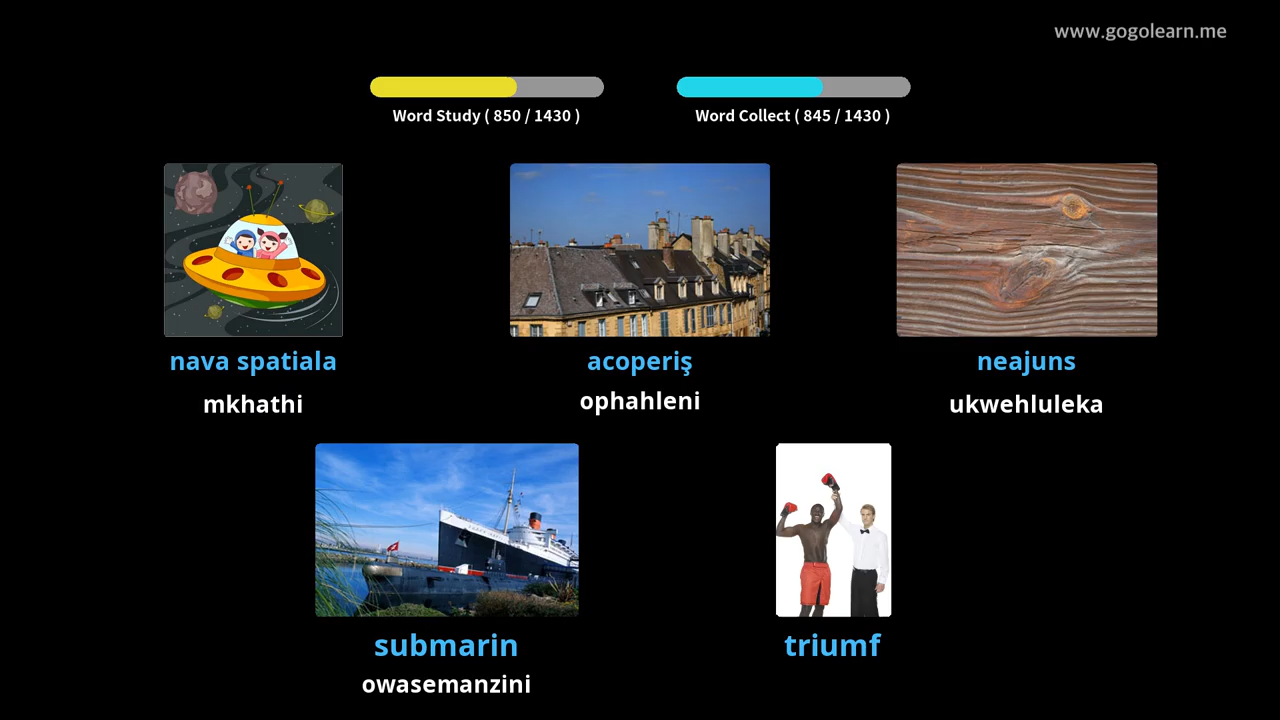 www.gogolearn.me
Word Study ( 850 / 1430 )
Word Collect ( 845 / 1430 )
nava spatiala
mkhathi
acoperiş
ophahleni
neajuns
ukwehluleka
submarin
owasemanzini
triumf